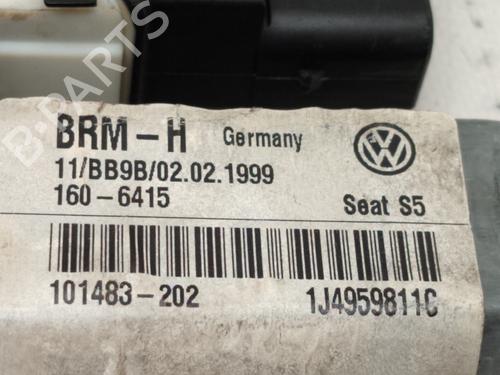 BRM-H Germany
11/BB9B/02.02.1999
160-6415 Seat S5
101483-202 1J4959811C
B-PARTS